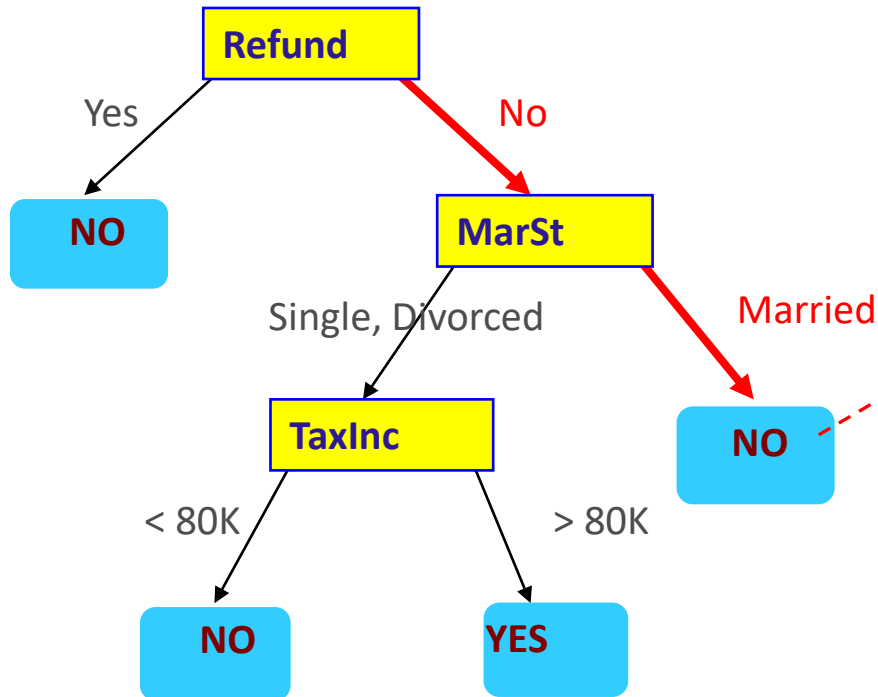 Refund
Yes
No
NO
MarSt
Single, Divorced
Married
TaxInc
NO
< 80K
> 80K
NO
YES